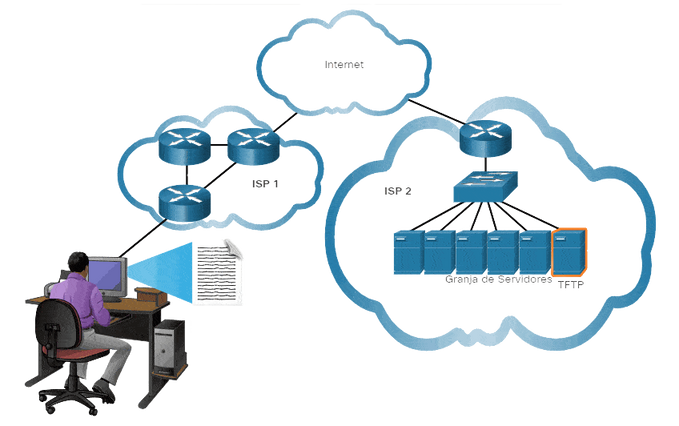 Internet
ISP 1
ISP 2
Granja de Servidores
TFTP